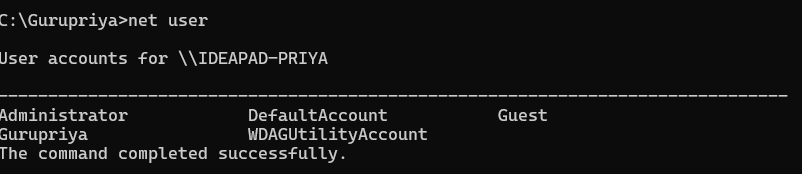 C:\Gurupriya>net user
User accounts for \\IDEAPAD-PRIYA
-------------------------------------------------------------------------------
Administrator            DefaultAccount           Guest
Gurupriya                WDAGUtilityAccount
The command completed successfully.